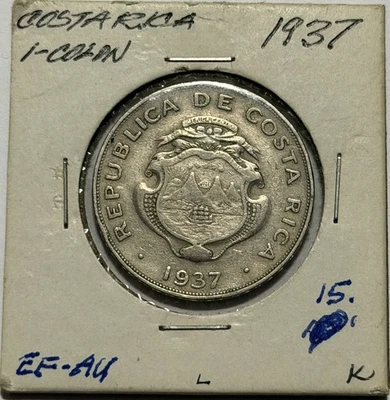 COSTA RICA 1937
1-COLON
REPUBLICA DE COSTA RICA
· 1937 ·
15.
EF-AU L K